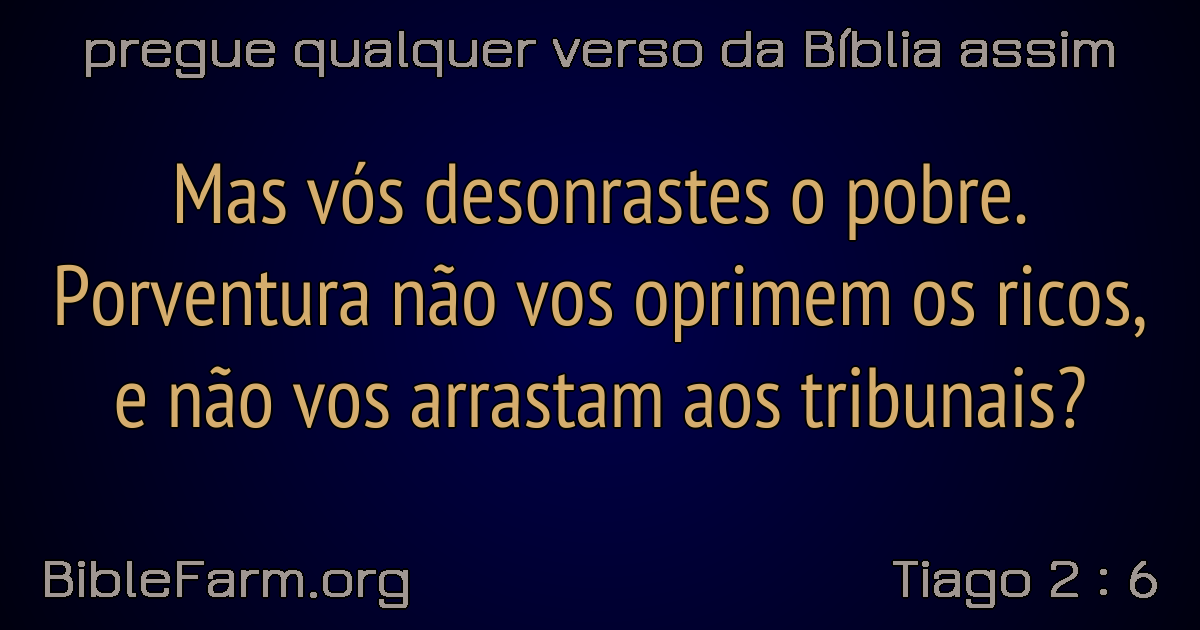 pregue qualquer verso da Bíblia assim
Mas vós desonrastes o pobre.
Porventura não vos oprimem os ricos,
e não vos arrastam aos tribunais?
BibleFarm.org
Tiago 2 : 6